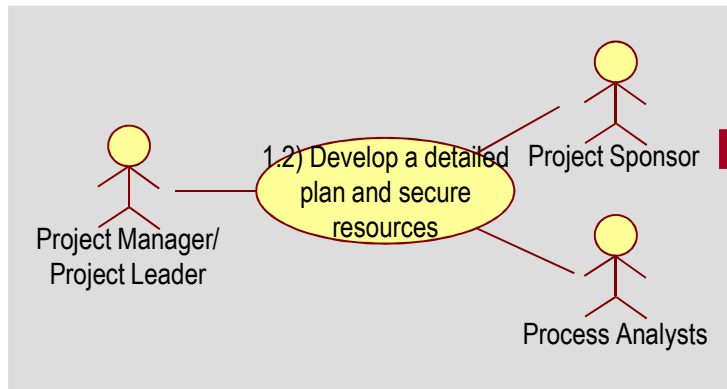 1.2) Develop a detailed
plan and secure
resources
Project Sponsor
Project Manager/
Project Leader
Process Analysts